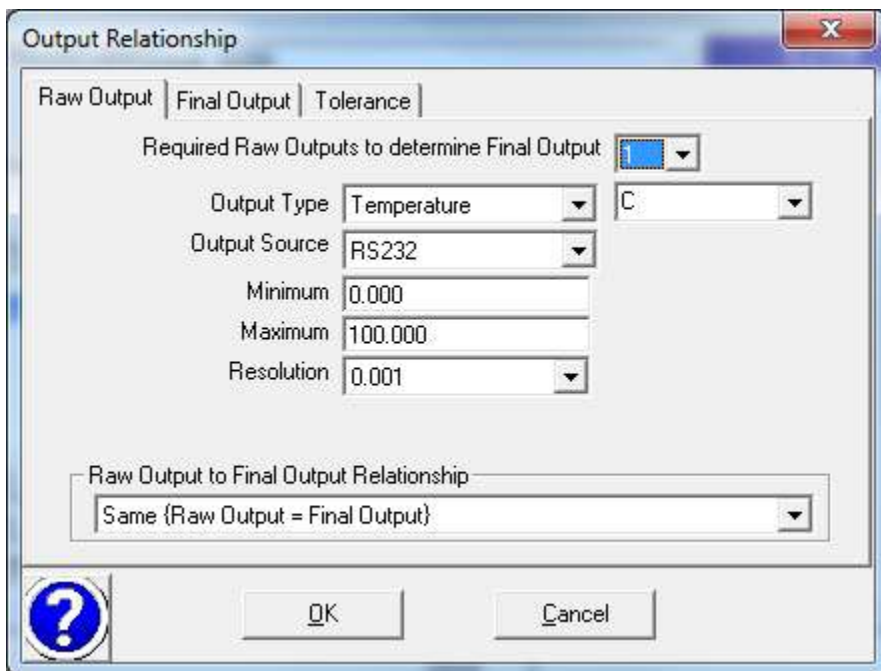 Output Relationship
Raw Output Final Output Tolerance
Required Raw Outputs to determine Final Output 1
Output Type Temperature C
Output Source RS232
Minimum 0.000
Maximum 100.000
Resolution 0.001
Raw Output to Final Output Relationship
Same {Raw Output = Final Output}
? OK Cancel